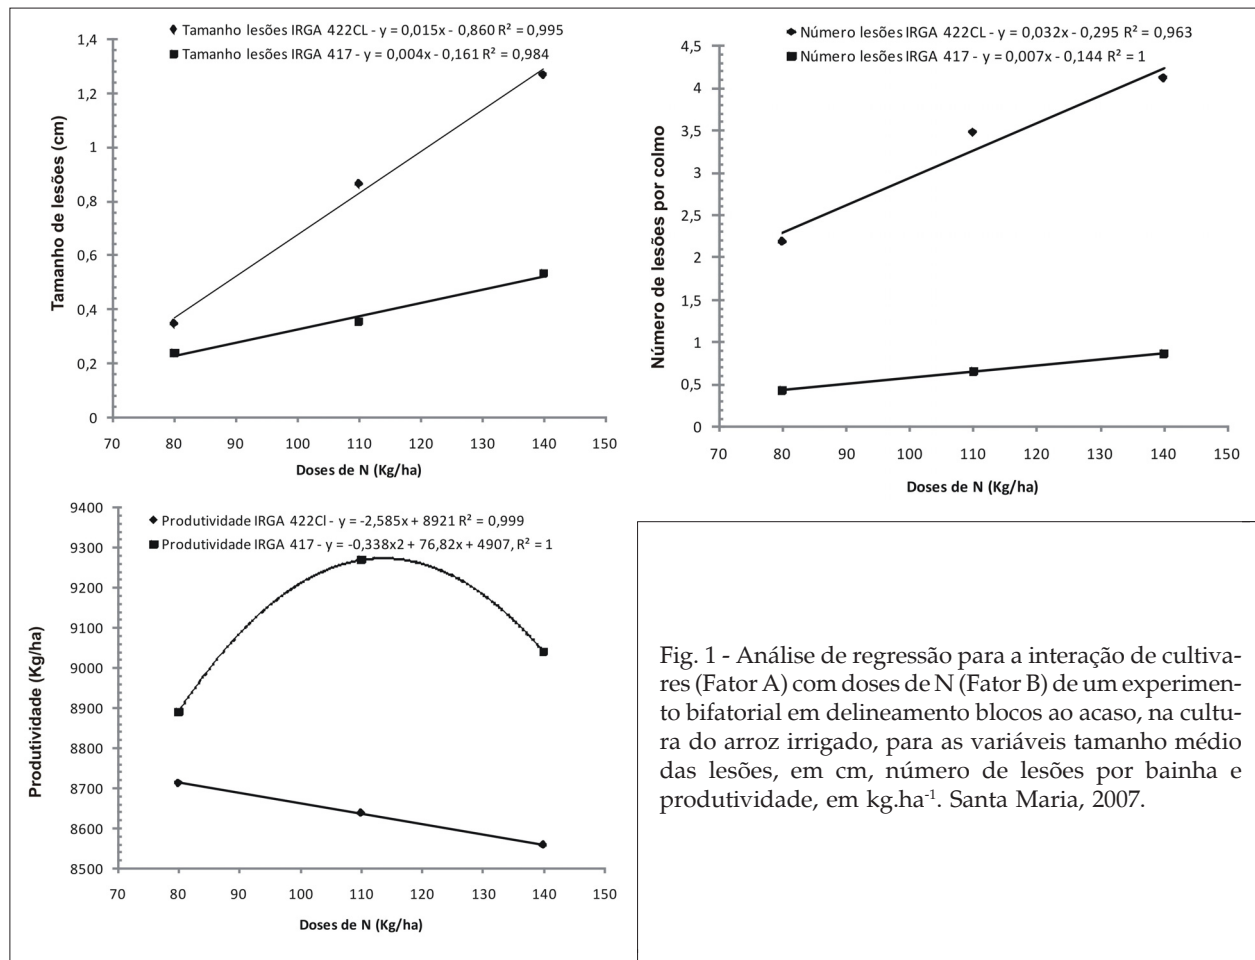 Tamanho lesões IRGA 422CL - y = 0,015x - 0,860 R² = 0,995
Tamanho lesões IRGA 417 - y = 0,004x - 0,161 R² = 0,984
1,4
1,2
1
0,8
0,6
0,4
0,2
0
Tamanho de lesões (cm)
70 80 90 100 110 120 130 140 150
Doses de N (Kg/ha)
Número lesões IRGA 422CL - y = 0,032x - 0,295 R² = 0,963
Número lesões IRGA 417 - y = 0,007x - 0,144 R² = 1
4,5
4
3,5
3
2,5
2
1,5
1
0,5
0
Número de lesões por colmo
70 80 90 100 110 120 130 140 150
Doses de N (Kg/ha)
Produtividade IRGA 422Cl - y = -2,585x + 8921 R² = 0,999
Produtividade IRGA 417 - y = -0,338x2 + 76,82x + 4907, R² = 1
9400
9300
9200
9100
9000
8900
8800
8700
8600
8500
Produtividade (Kg/ha)
70 80 90 100 110 120 130 140 150
Doses de N (Kg/ha)
Fig. 1 - Análise de regressão para a interação de cultiva-
res (Fator A) com doses de N (Fator B) de um experimen-
to bifatorial em delineamento blocos ao acaso, na cultu-
ra do arroz irrigado, para as variáveis tamanho médio
das lesões, em cm, número de lesões por bainha e
produtividade, em kg.ha⁻¹. Santa Maria, 2007.